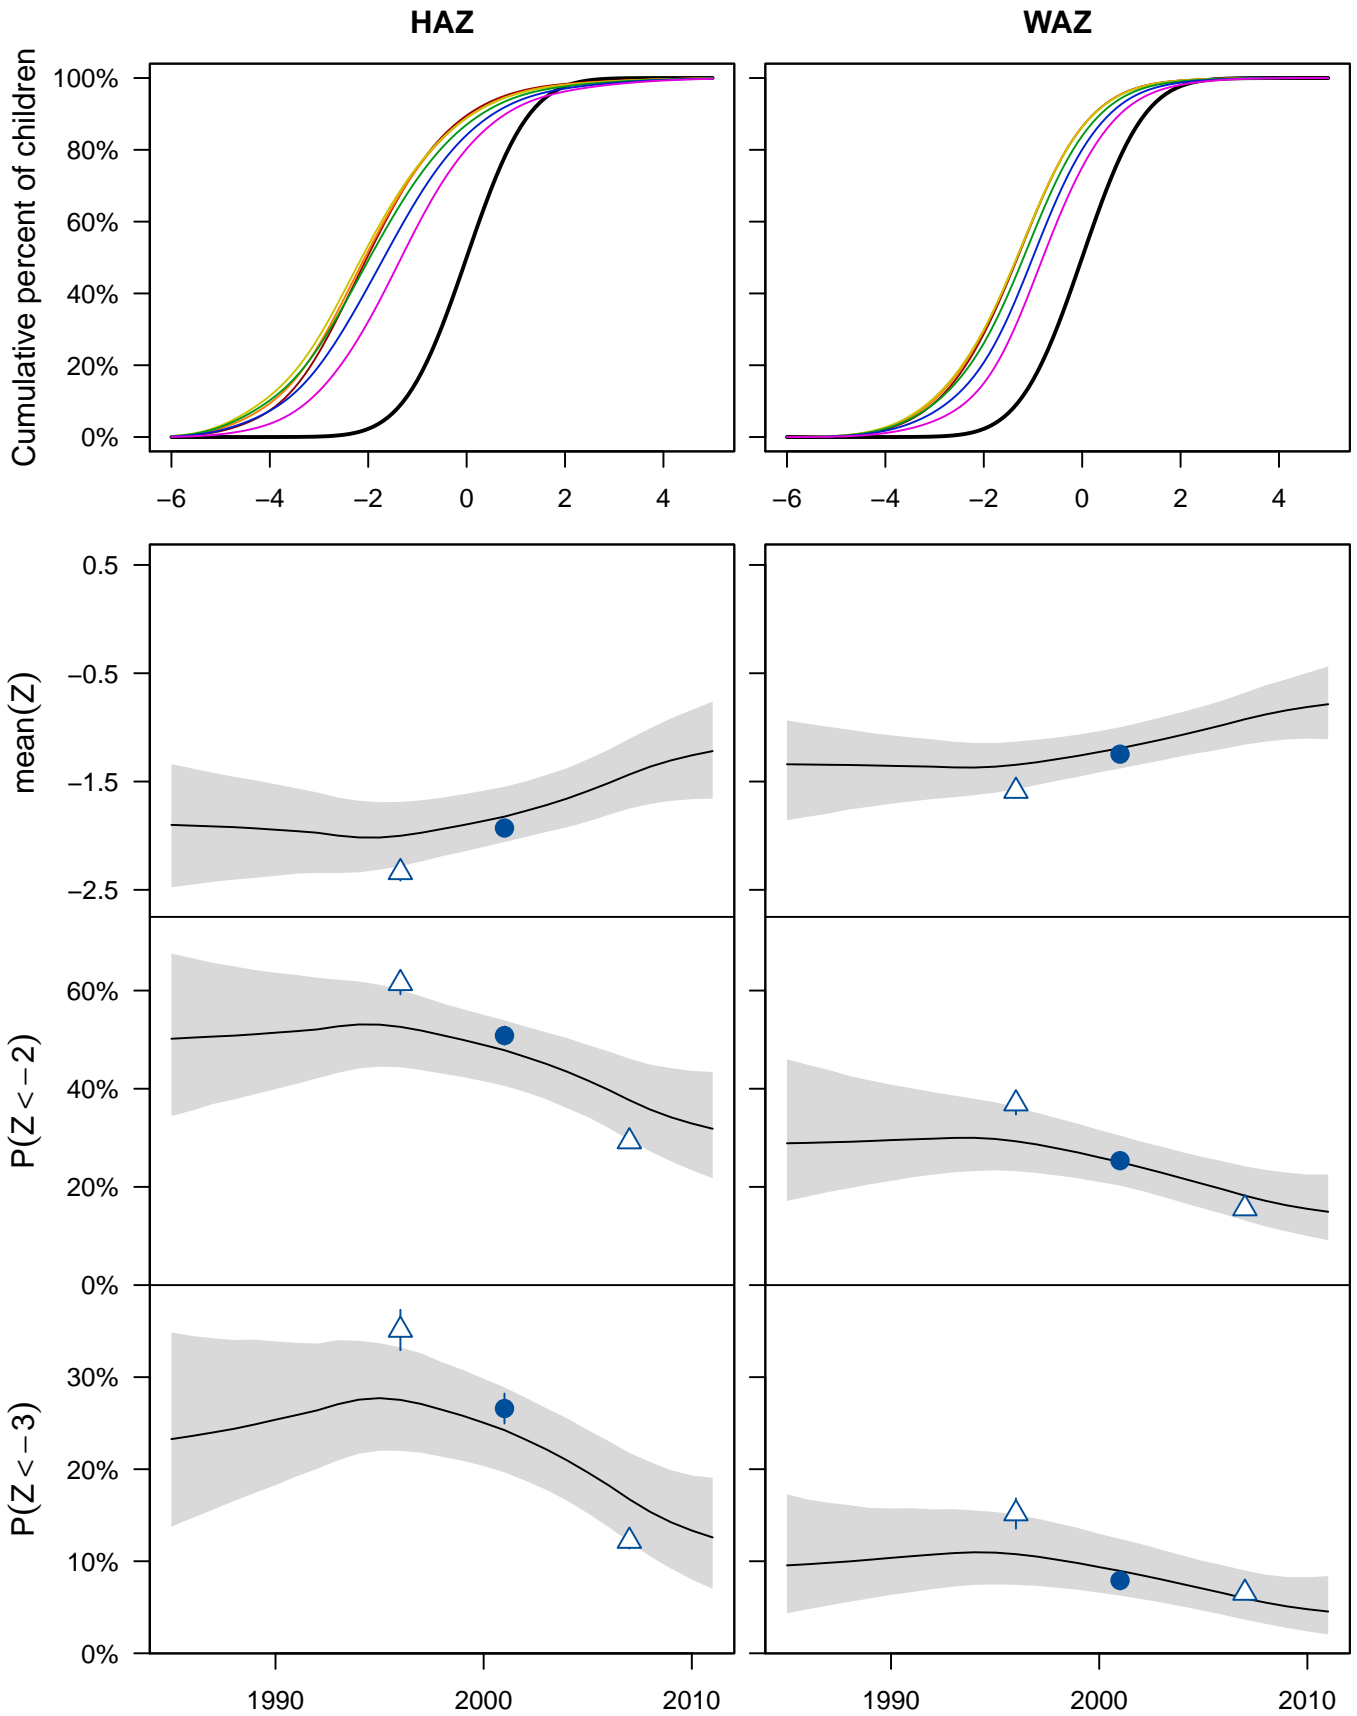 HAZ WAZ
Cumulative percent of children
100%
80%
60%
40%
20%
0%
−6 −4 −2 0 2 4 −6 −4 −2 0 2 4
mean(Z)
0.5
−0.5
−1.5
−2.5
P(Z < −2)
60%
40%
20%
0%
P(Z < −3)
30%
20%
10%
0%
1990 2000 2010 1990 2000 2010